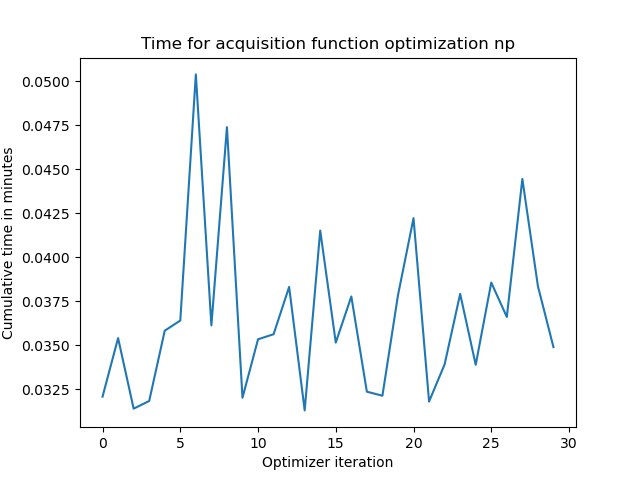 Time for acquisition function optimization np
Cumulative time in minutes
0.0500
0.0475
0.0450
0.0425
0.0400
0.0375
0.0350
0.0325
0 5 10 15 20 25 30
Optimizer iteration